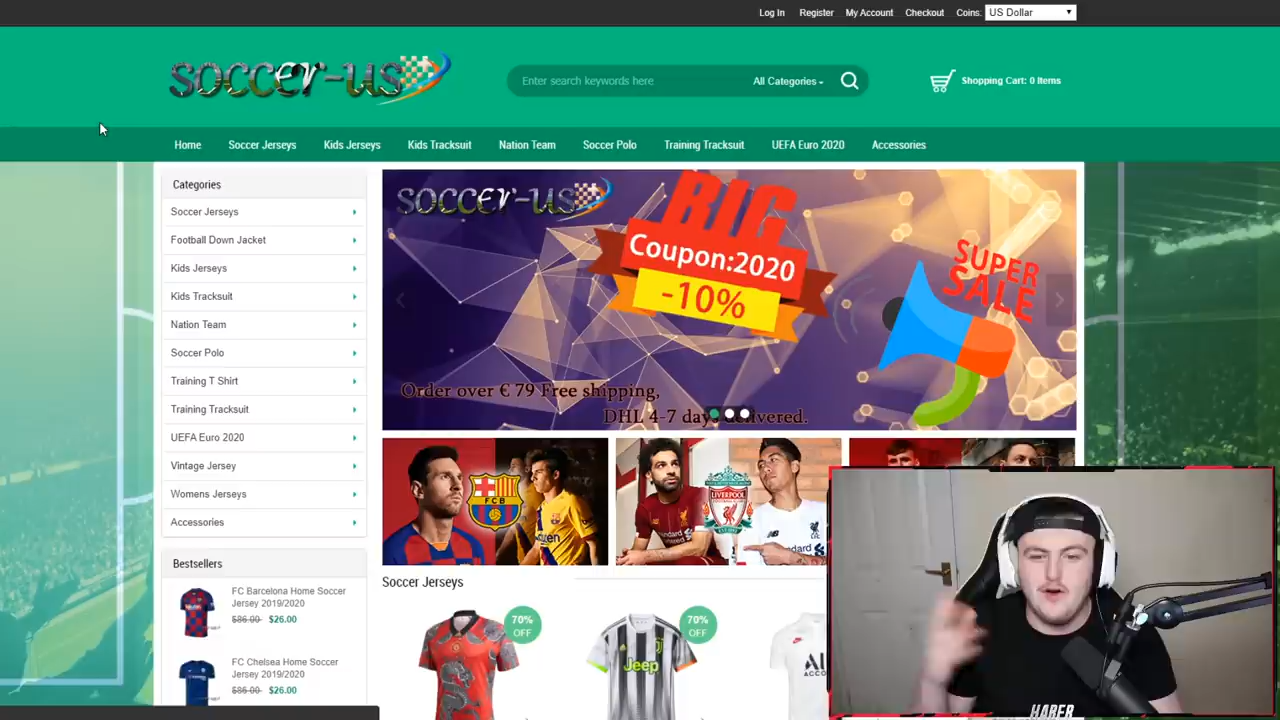 Log In Register My Account Checkout Coins: US Dollar
SOCCER-US
Enter search keywords here All Categories
Shopping Cart: 0 Items
Home Soccer Jerseys Kids Jerseys Kids Tracksuit Nation Team Soccer Polo Training Tracksuit UEFA Euro 2020 Accessories
Categories
Soccer Jerseys
Football Down Jacket
Kids Jerseys
Kids Tracksuit
Nation Team
Soccer Polo
Training T Shirt
Training Tracksuit
UEFA Euro 2020
Vintage Jersey
Womens Jerseys
Accessories
Bestsellers
FC Barcelona Home Soccer
Jersey 2019/2020
$86.00 $26.00
FC Chelsea Home Soccer
Jersey 2019/2020
$86.00 $26.00
SOCCER-US
BIG
Coupon:2020
-10%
SUPER
SALE
Order over € 79 Free shipping,
DHL 4-7 days delivered.
FCB
LIVERPOOL
Standard
Soccer Jerseys
70%
OFF
70%
OFF
Jeep
HABER